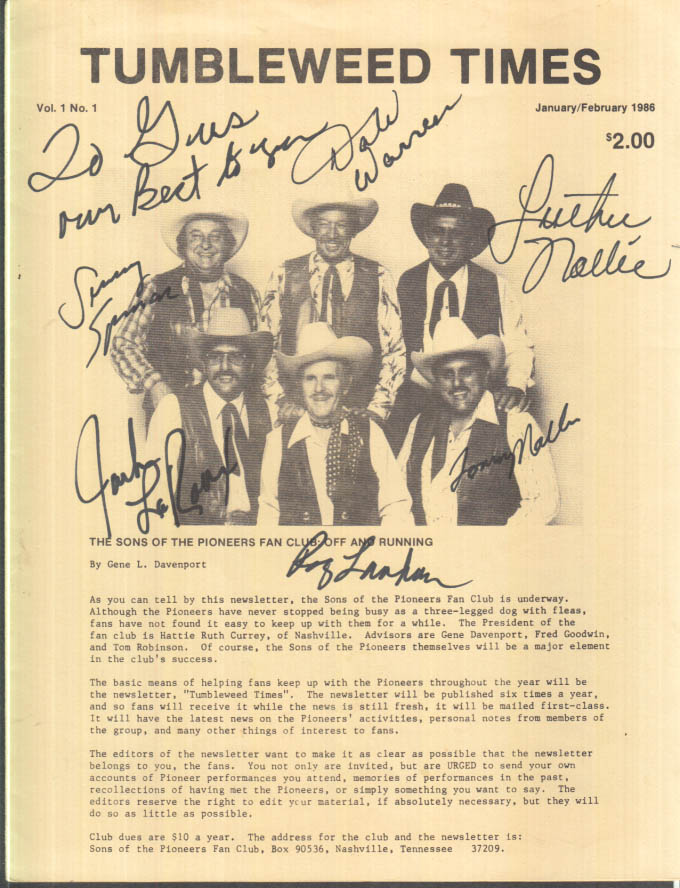 TUMBLEWEED TIMES
Vol. 1 No. 1
January/February 1986
$2.00
To Gus
our Best to you
Dale
Warren
Luther
Nallie
Jack
LaRoux
Tommy Nallie
THE SONS OF THE PIONEERS FAN CLUB: OFF AND RUNNING
By Gene L. Davenport
Roy Lanham
As you can tell by this newsletter, the Sons of the Pioneers Fan Club is underway.
Although the Pioneers have never stopped being busy as a three-legged dog with fleas,
fans have not found it easy to keep up with them for a while. The President of the
fan club is Hattie Ruth Currey, of Nashville. Advisors are Gene Davenport, Fred Goodwin,
and Tom Robinson. Of course, the Sons of the Pioneers themselves will be a major element
in the club's success.
The basic means of helping fans keep up with the Pioneers throughout the year will be
the newsletter, "Tumbleweed Times". The newsletter will be published six times a year,
and so fans will receive it while the news is still fresh, it will be mailed first-class.
It will have the latest news on the Pioneers' activities, personal notes from members of
the group, and many other things of interest to fans.
The editors of the newsletter want to make it as clear as possible that the newsletter
belongs to you, the fans. You not only are invited, but are URGED to send your own
accounts of Pioneer performances you attend, memories of performances in the past,
recollections of having met the Pioneers, or simply something you want to say. The
editors reserve the right to edit your material, if absolutely necessary, but they will
do so as little as possible.
Club dues are $10 a year. The address for the club and the newsletter is:
Sons of the Pioneers Fan Club, Box 90536, Nashville, Tennessee 37209.